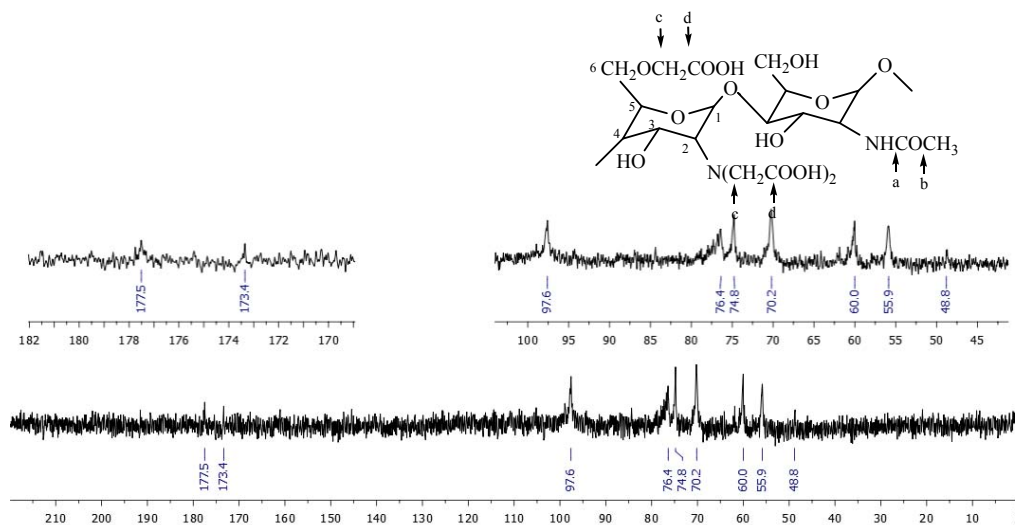 c d
6 CH₂OCH₂COOH CH₂OH
O
5 O 1 O O
4 3 HO
HO 2 NHCOCH₃
N(CH₂COOH)₂ a b
c d
177.5 173.4 97.6 76.4 74.8 70.2 60.0 55.9 48.8
182 180 178 176 174 172 170 100 95 90 85 80 75 70 65 60 55 50 45
177.5 173.4 97.6 76.4 74.8 70.2 60.0 55.9 48.8
210 200 190 180 170 160 150 140 130 120 110 100 90 80 70 60 50 40 30 20 10